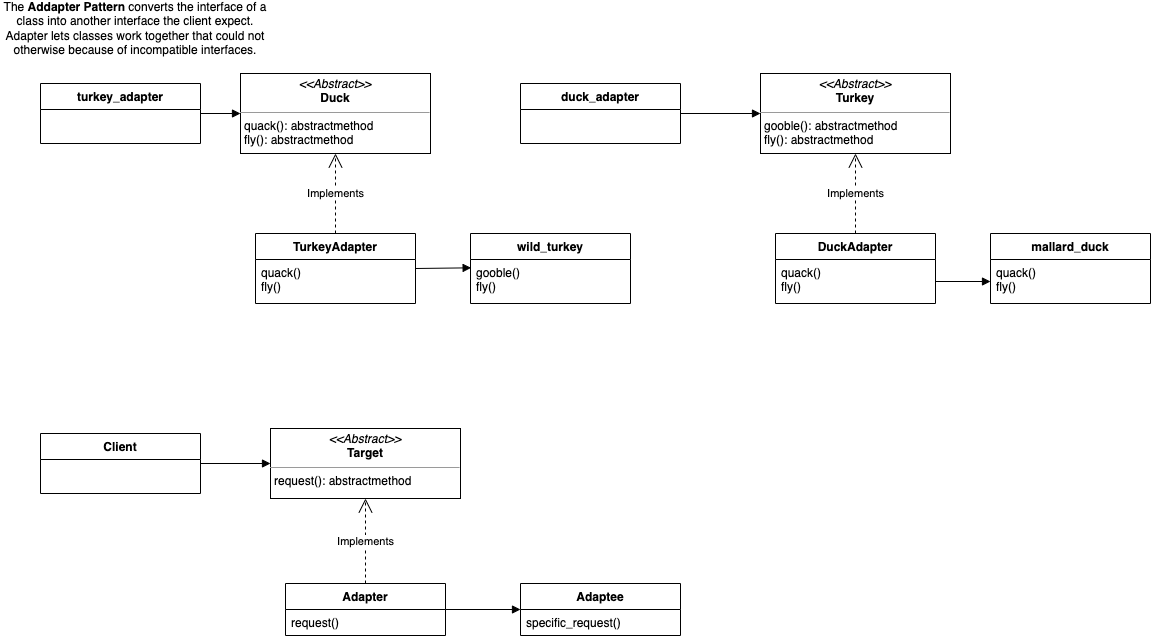 The Addapter Pattern converts the interface of a
class into another interface the client expect.
Adapter lets classes work together that could not
otherwise because of incompatible interfaces.
turkey_adapter
<<Abstract>>
Duck
quack(): abstractmethod
fly(): abstractmethod
duck_adapter
<<Abstract>>
Turkey
gooble(): abstractmethod
fly(): abstractmethod
Implements
Implements
TurkeyAdapter
quack()
fly()
wild_turkey
gooble()
fly()
DuckAdapter
quack()
fly()
mallard_duck
quack()
fly()
Client
<<Abstract>>
Target
request(): abstractmethod
Implements
Adapter
request()
Adaptee
specific_request()